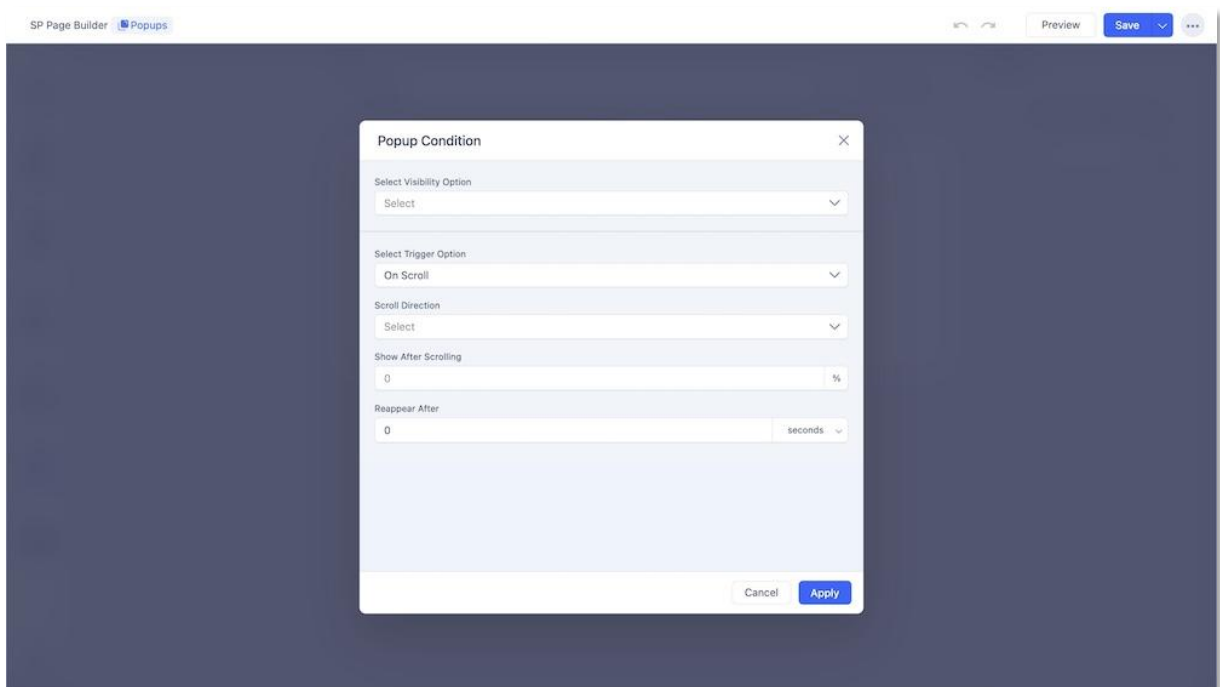 SP Page Builder Popups Preview Save
Popup Condition
Select Visibility Option
Select
Select Trigger Option
On Scroll
Scroll Direction
Select
Show After Scrolling
0 %
Reappear After
0 seconds
Cancel Apply